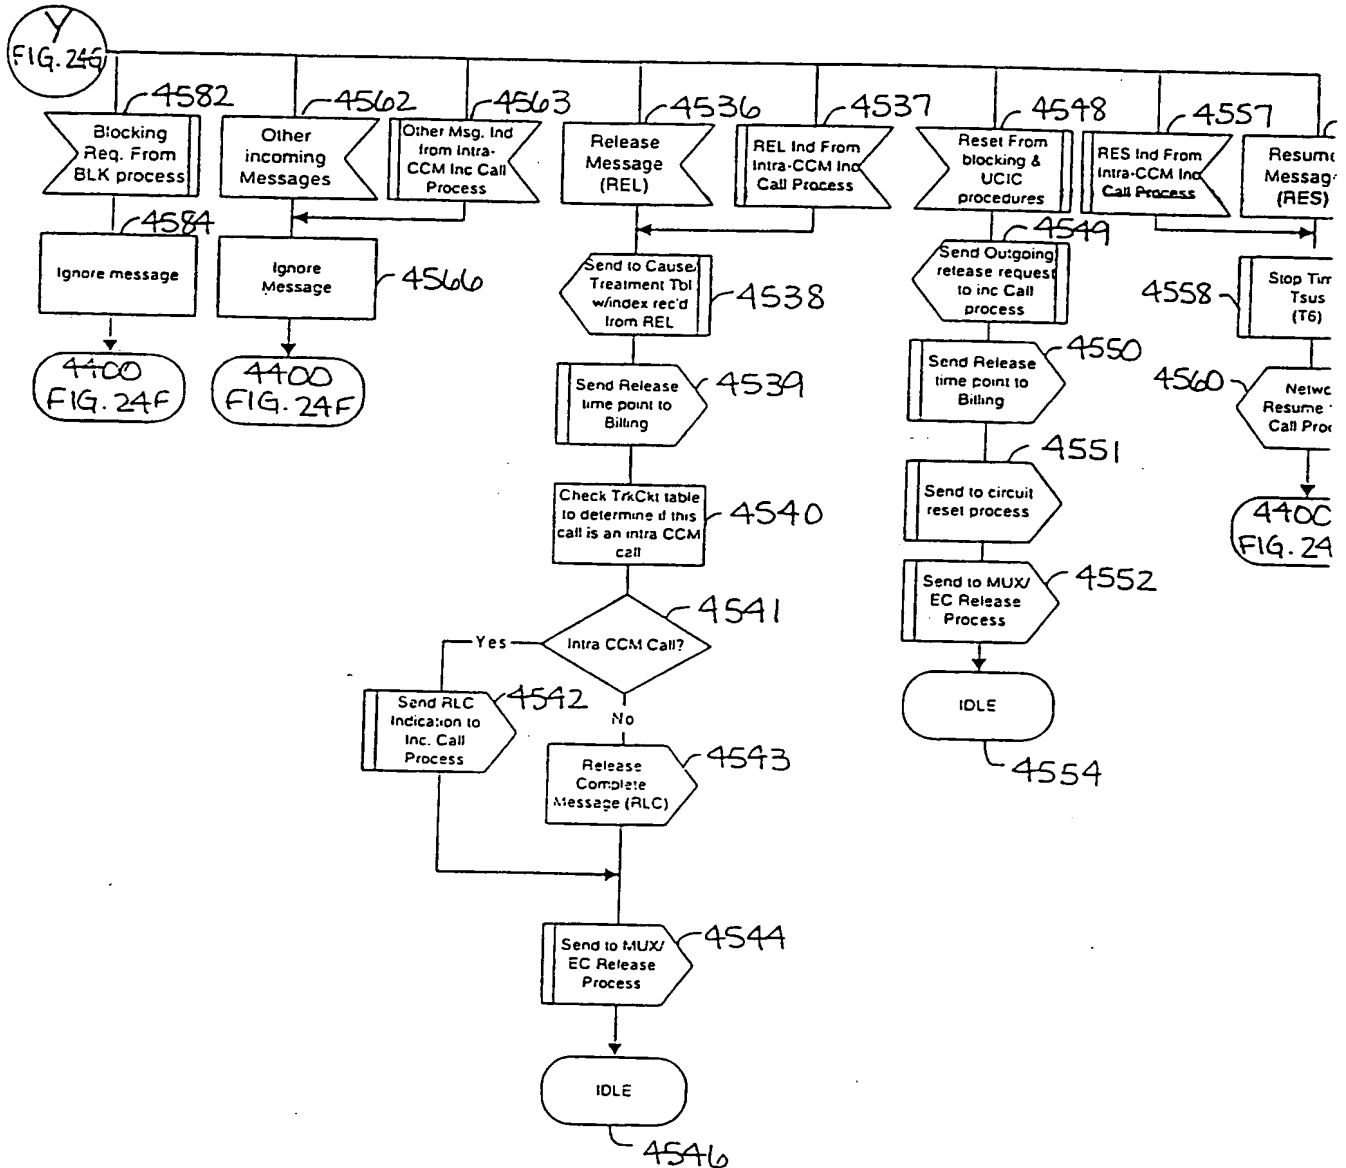 Y
FIG. 24G
4582
Blocking
Req. From
BLK process
4584
Ignore message
4400
FIG. 24F
4562
Other
incoming
Messages
4563
Other Msg. Ind
from Intra-
CCM Inc Call
Process
Ignore
Message
4566
4400
FIG. 24F
4536
Release
Message
(REL)
4537
REL Ind From
Intra-CCM Inc
Call Process
Send to Cause/
Treatment Tbl
w/index rec'd
from REL
4538
Send Release
time point to
Billing
4539
Check TrkCkt table
to determine if this
call is an intra CCM
call
4540
Intra CCM Call?
4541
Yes
No
Send RLC
Indication to
Inc. Call
Process
4542
Release
Complete
Message (RLC)
4543
Send to MUX/
EC Release
Process
4544
IDLE
4546
4548
Reset From
blocking &
UCIC
procedures
4549
Send Outgoing
release request
to inc Call
process
Send Release
time point to
Billing
4550
4551
Send to circuit
reset process
Send to MUX/
EC Release
Process
4552
IDLE
4554
4557
RES Ind From
Intra-CCM Inc
Call Process
Message
(RES)
4558
Stop
Tsus
(T6)
4560
Resume
Call
FIG. 24